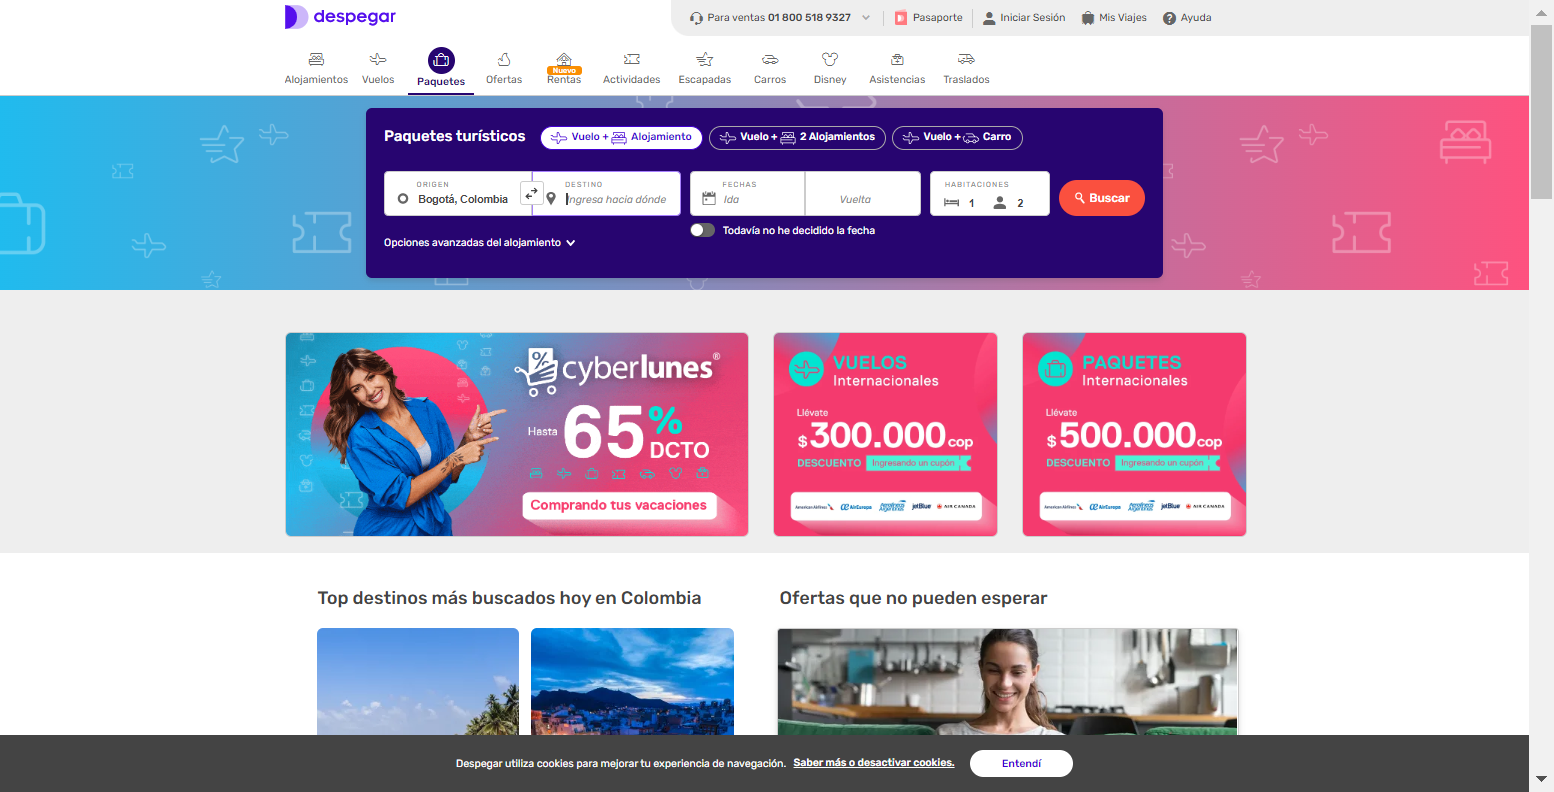 despegar
Para ventas 01 800 518 9327
Pasaporte
Iniciar Sesión
Mis Viajes
Ayuda
Alojamientos
Vuelos
Paquetes
Ofertas
Nuevo
Rentas
Actividades
Escapadas
Carros
Disney
Asistencias
Traslados
Paquetes turísticos
Vuelo + Alojamiento
Vuelo + 2 Alojamientos
Vuelo + Carro
ORIGEN
Bogotá, Colombia
DESTINO
Ingresa hacia dónde
FECHAS
Ida
Vuelta
HABITACIONES
1
2
Buscar
Todavía no he decidido la fecha
Opciones avanzadas del alojamiento
cyberlunes®
Hasta 65% DCTO
Comprando tus vacaciones
VUELOS
Internacionales
Llévate
$300.000 COP
DESCUENTO Ingresando un cupón
American Airlines AirEuropa Aerolíneas Argentinas jetBlue AIR CANADA
PAQUETES
Internacionales
Llévate
$500.000 COP
DESCUENTO Ingresando un cupón
American Airlines AirEuropa Aerolíneas Argentinas jetBlue AIR CANADA
Top destinos más buscados hoy en Colombia
Ofertas que no pueden esperar
Despegar utiliza cookies para mejorar tu experiencia de navegación. Saber más o desactivar cookies.
Entendí